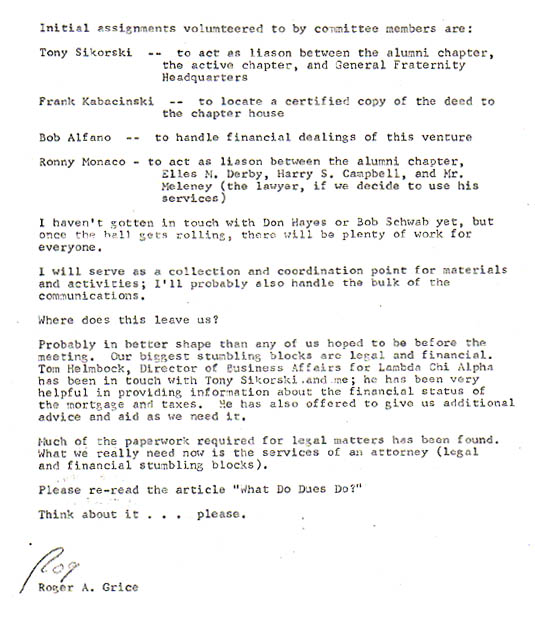 Initial assignments volumteered to by committee members are:
Tony Sikorski -- to act as liason between the alumni chapter,
the active chapter, and General Fraternity
Headquarters
Frank Kabacinski -- to locate a certified copy of the deed to
the chapter house
Bob Alfano -- to handle financial dealings of this venture
Ronny Monaco - to act as liason between the alumni chapter,
Elles M. Derby, Harry S. Campbell, and Mr.
Meleney (the lawyer, if we decide to use his
services)
I haven't gotten in touch with Don Hayes or Bob Schwab yet, but
once the ball gets rolling, there will be plenty of work for
everyone.
I will serve as a collection and coordination point for materials
and activities; I'll probably also handle the bulk of the
communications.
Where does this leave us?
Probably in better shape than any of us hoped to be before the
meeting. Our biggest stumbling blocks are legal and financial.
Tom Helmbock, Director of Business Affairs for Lambda Chi Alpha
has been in touch with Tony Sikorski and me; he has been very
helpful in providing information about the financial status of
the mortgage and taxes. He has also offered to give us additional
advice and aid as we need it.
Much of the paperwork required for legal matters has been found.
What we really need now is the services of an attorney (legal
and financial stumbling blocks).
Please re-read the article "What Do Dues Do?"
Think about it . . . please.
Rog
Roger A. Grice